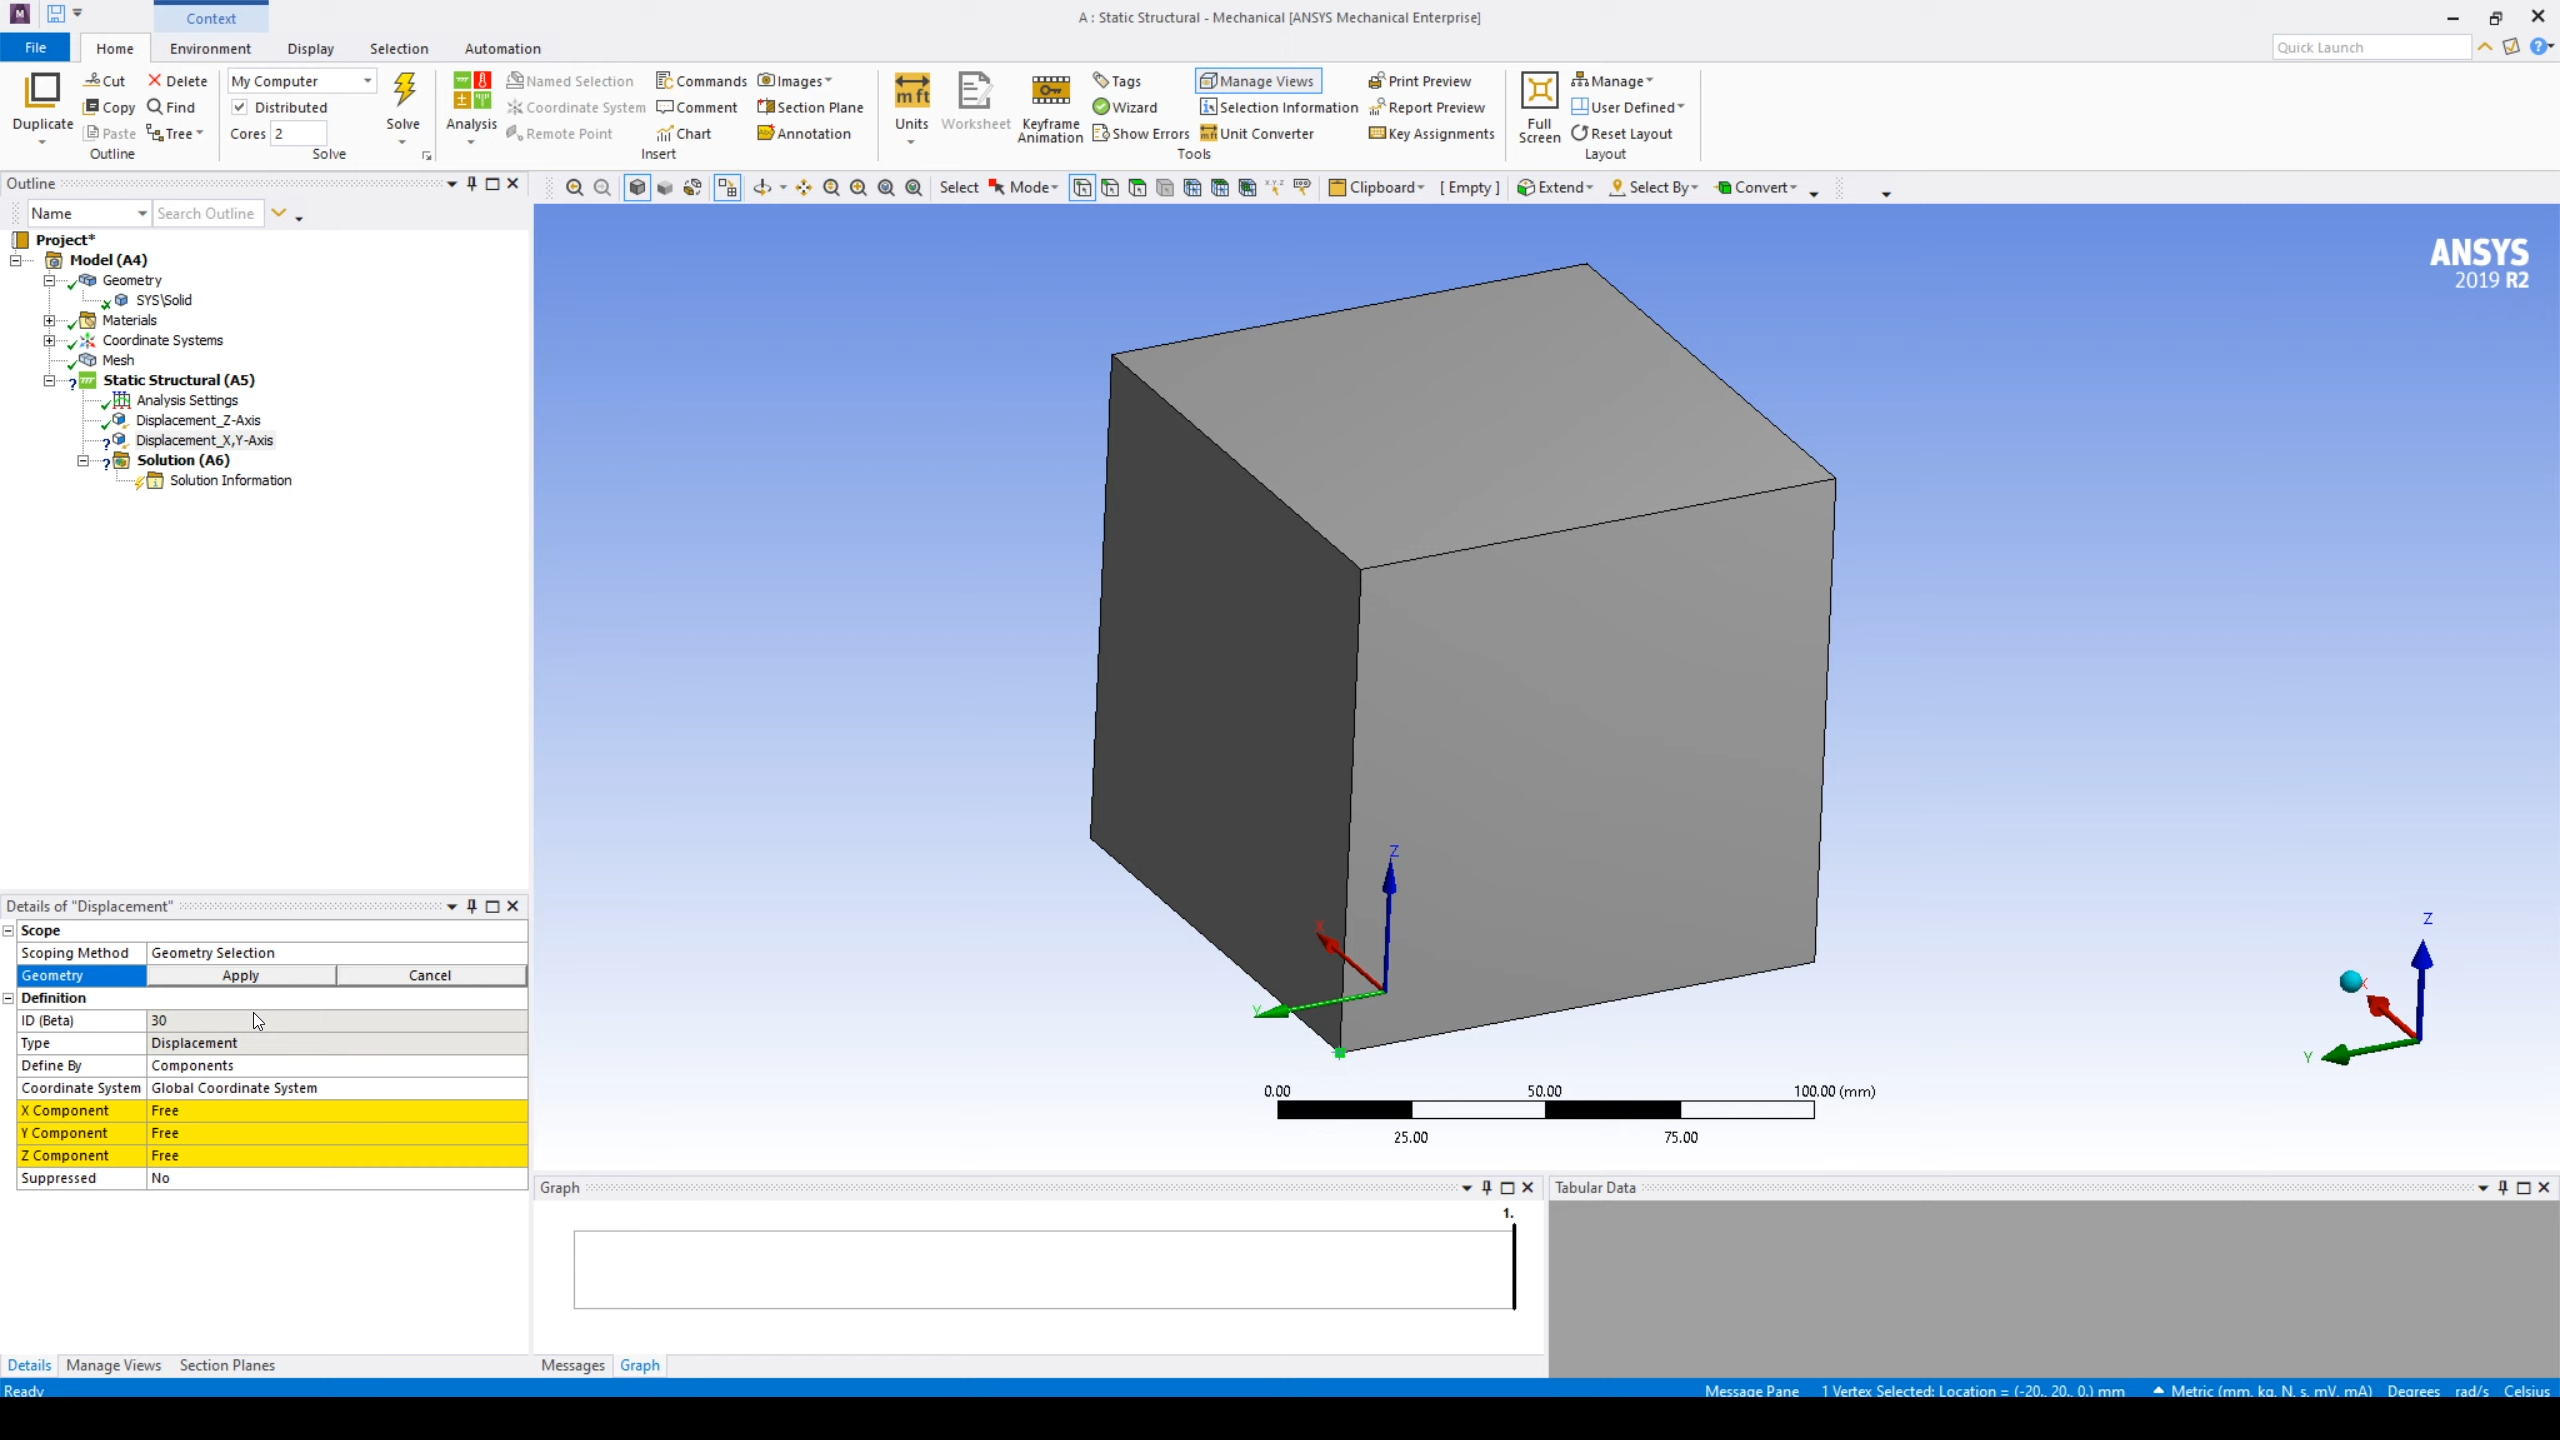 Context
A : Static Structural - Mechanical [ANSYS Mechanical Enterprise]
File Home Environment Display Selection Automation
Quick Launch
Duplicate
Cut
Copy
Paste
Delete
Find
Tree
Outline
My Computer
Distributed
Cores 2
Solve
Solve
Analysis
Named Selection
Coordinate System
Remote Point
Commands
Comment
Chart
Images
Section Plane
Annotation
Insert
Units
Worksheet
Keyframe
Animation
Tags
Wizard
Show Errors
Manage Views
Selection Information
Unit Converter
Print Preview
Report Preview
Key Assignments
Tools
Full
Screen
Manage
User Defined
Reset Layout
Layout
Outline
Name Search Outline
Select Mode Clipboard [ Empty ] Extend Select By Convert
Project*
Model (A4)
Geometry
SYS\Solid
Materials
Coordinate Systems
Mesh
Static Structural (A5)
Analysis Settings
Displacement_Z-Axis
Displacement_X,Y-Axis
Solution (A6)
Solution Information
ANSYS
2019 R2
Z
X
Y
Z
X
Y
0.00 50.00 100.00 (mm)
25.00 75.00
Details of "Displacement"
Scope
Scoping Method Geometry Selection
Geometry Apply Cancel
Definition
ID (Beta) 30
Type Displacement
Define By Components
Coordinate System Global Coordinate System
X Component Free
Y Component Free
Z Component Free
Suppressed No
Details Manage Views Section Planes
Graph
1.
Messages Graph
Tabular Data
Ready
Message Pane 1 Vertex Selected: Location = (-20., 20., 0.) mm Metric (mm, kg, N, s, mV, mA) Degrees rad/s Celsius